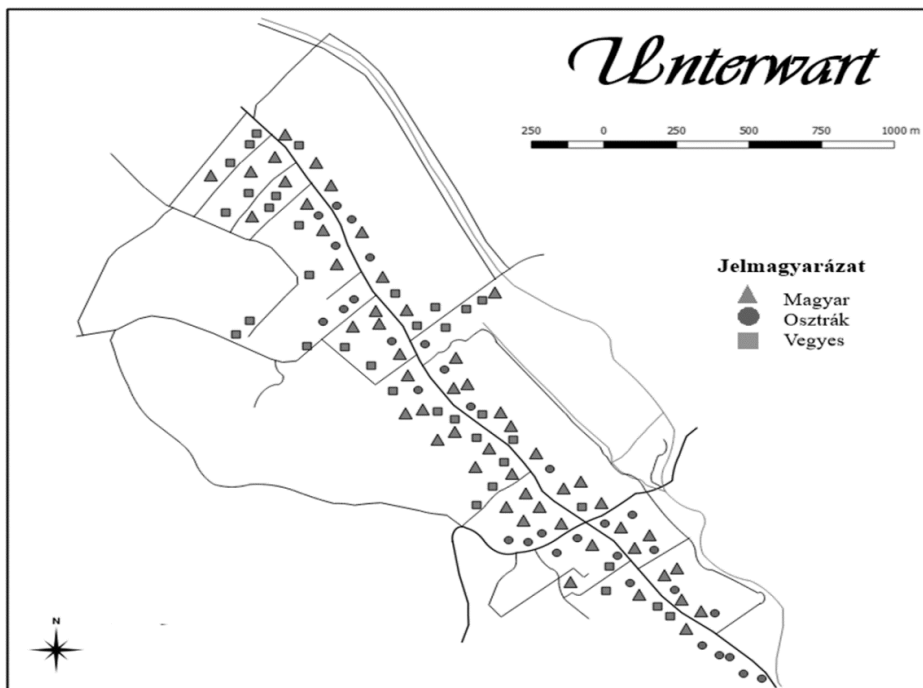 Unterwart
250 0 250 500 750 1000 m
Jelmagyarázat
Magyar
Osztrák
Vegyes
N